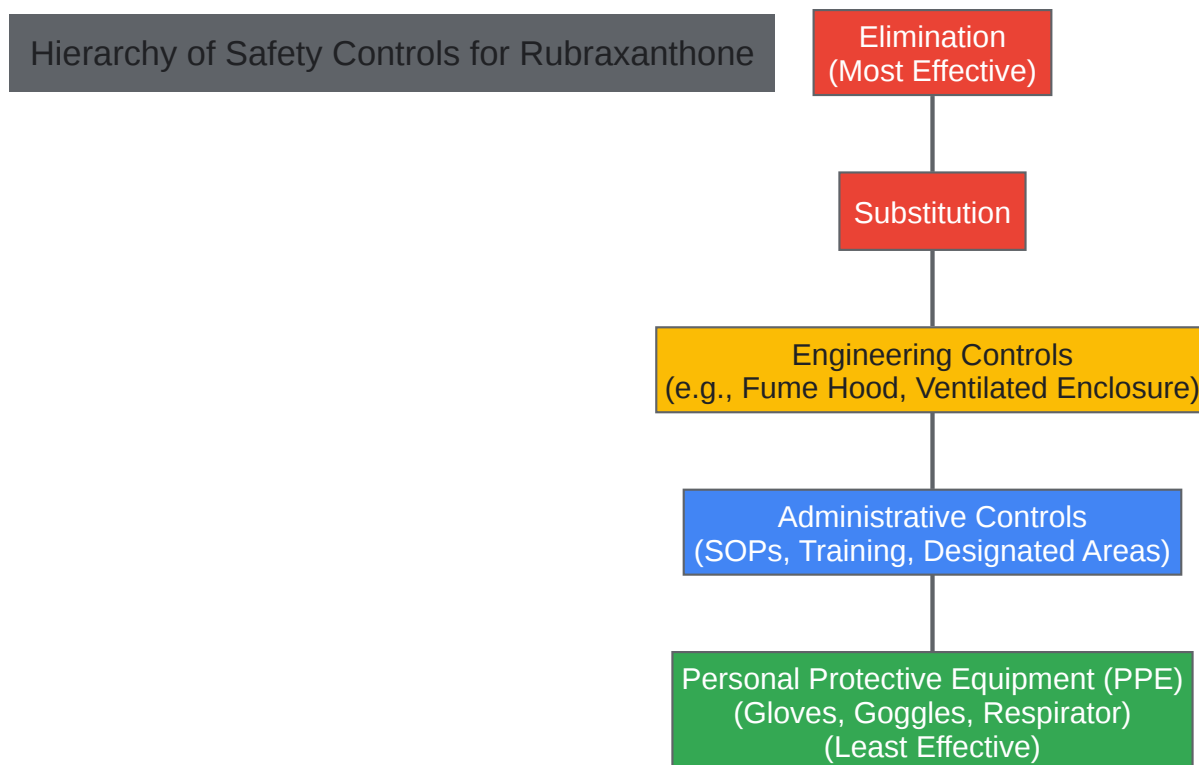 Hierarchy of Safety Controls for Rubraxanthone
Elimination
(Most Effective)
Substitution
Engineering Controls
(e.g., Fume Hood, Ventilated Enclosure)
Administrative Controls
(SOPs, Training, Designated Areas)
Personal Protective Equipment (PPE)
(Gloves, Goggles, Respirator)
(Least Effective)